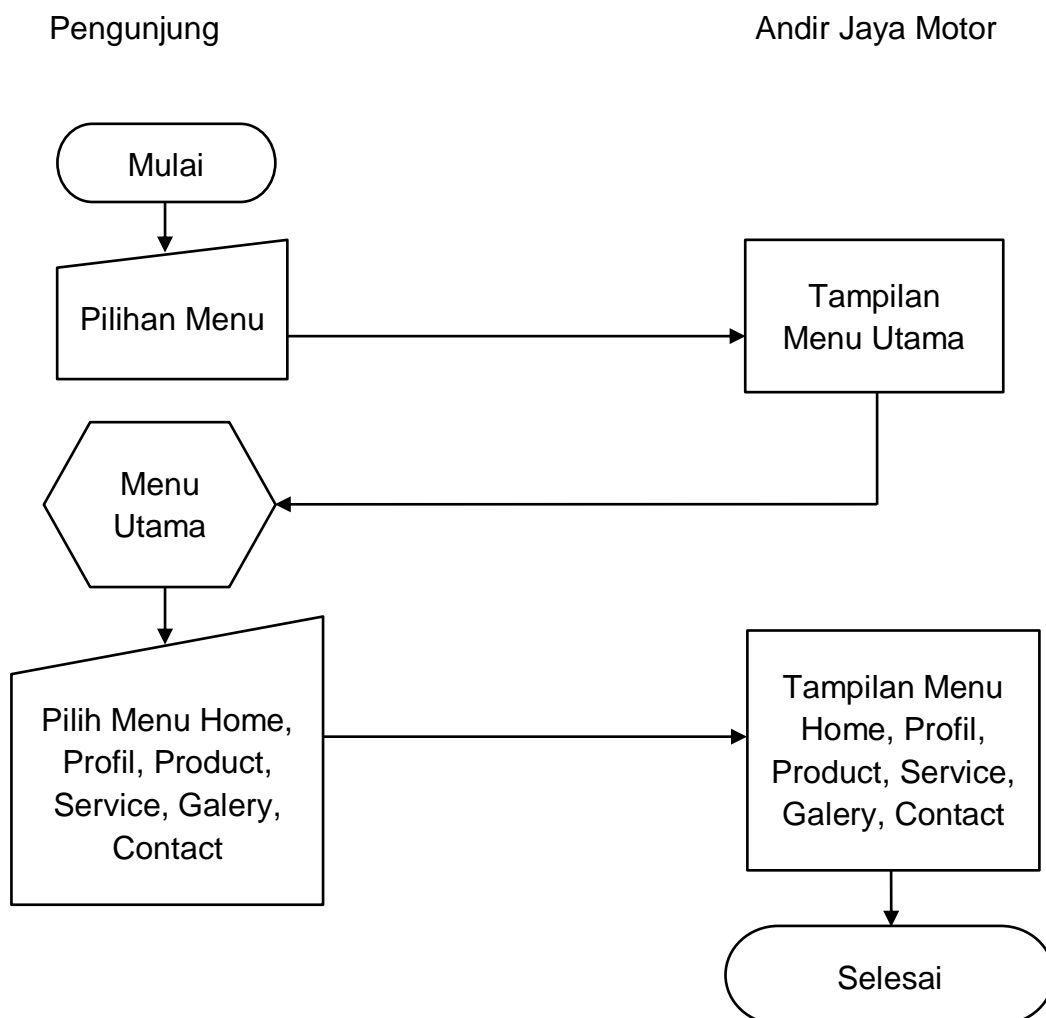 Pengunjung
Andir Jaya Motor
Mulai
Pilihan Menu
Tampilan
Menu Utama
Menu
Utama
Pilih Menu Home,
Profil, Product,
Service, Galery,
Contact
Tampilan Menu
Home, Profil,
Product, Service,
Galery, Contact
Selesai